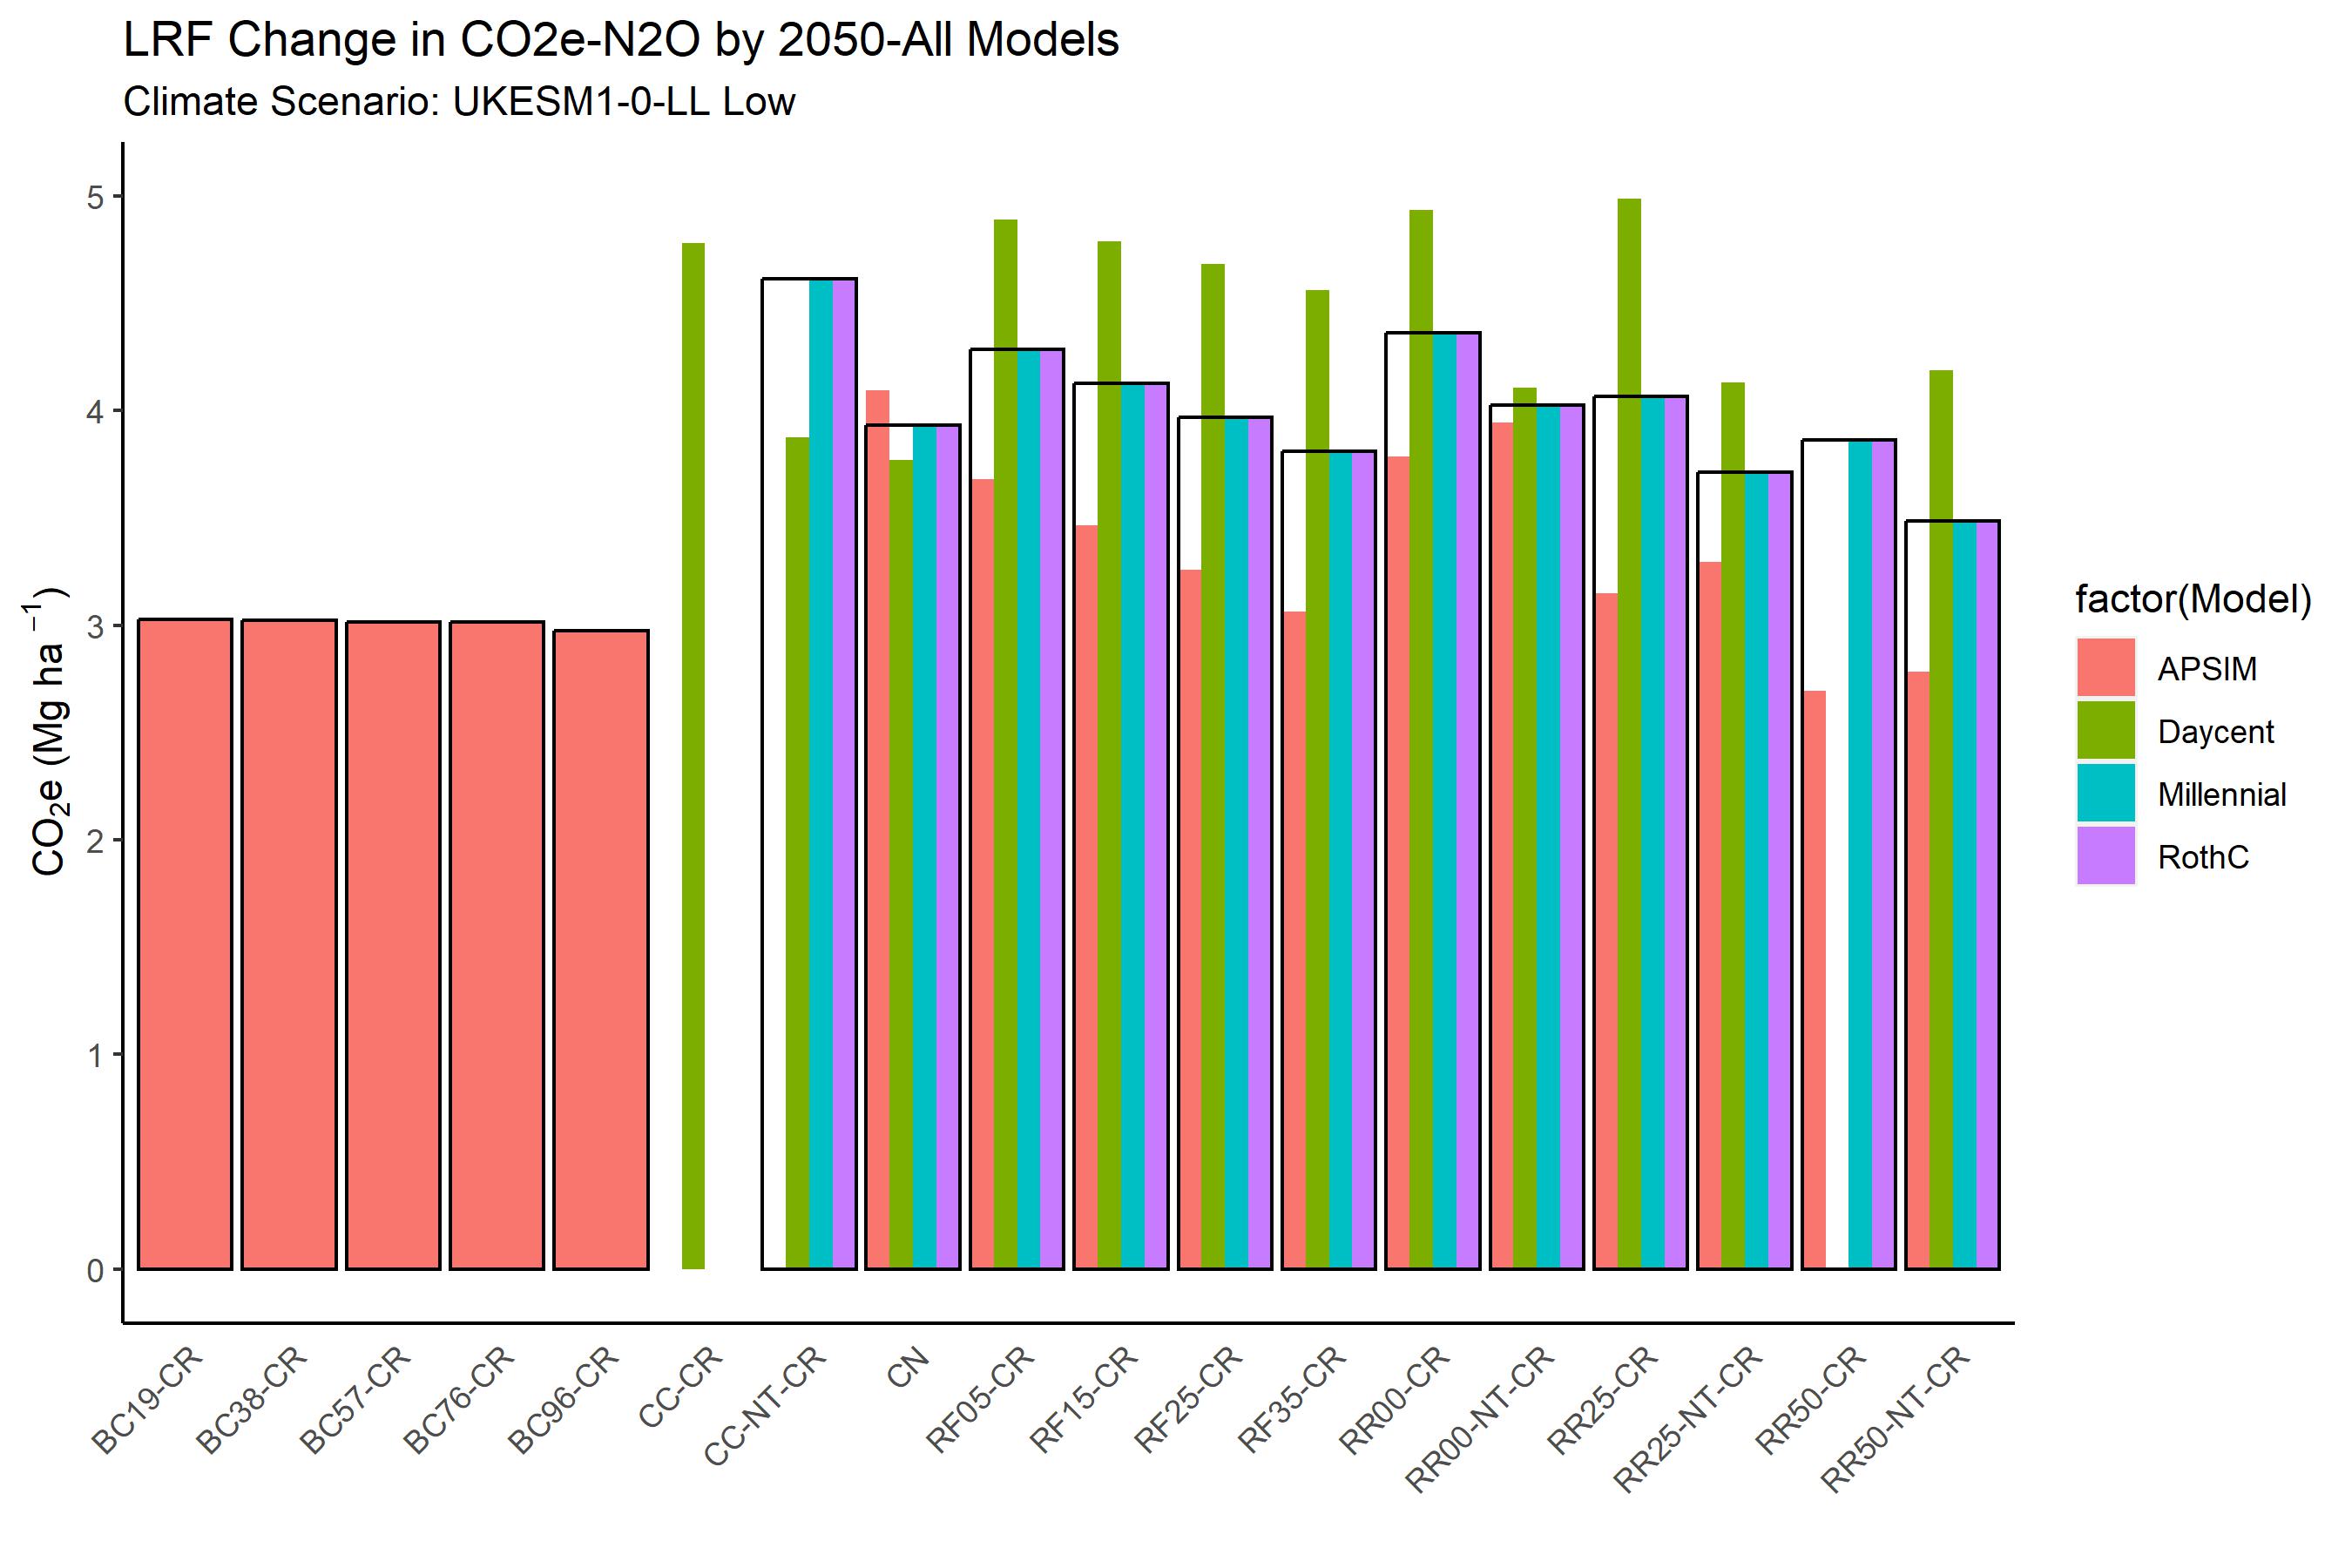 LRF Change in CO2e-N2O by 2050-All Models
Climate Scenario: UKESM1-0-LL Low
CO₂e (Mg ha ⁻¹)
5
4
3
2
1
0
BC19-CR
BC38-CR
BC57-CR
BC76-CR
BC96-CR
CC-CR
CC-NT-CR
CN
RF05-CR
RF15-CR
RF25-CR
RF35-CR
RR00-CR
RR00-NT-CR
RR25-CR
RR25-NT-CR
RR50-CR
RR50-NT-CR
factor(Model)
APSIM
Daycent
Millennial
RothC